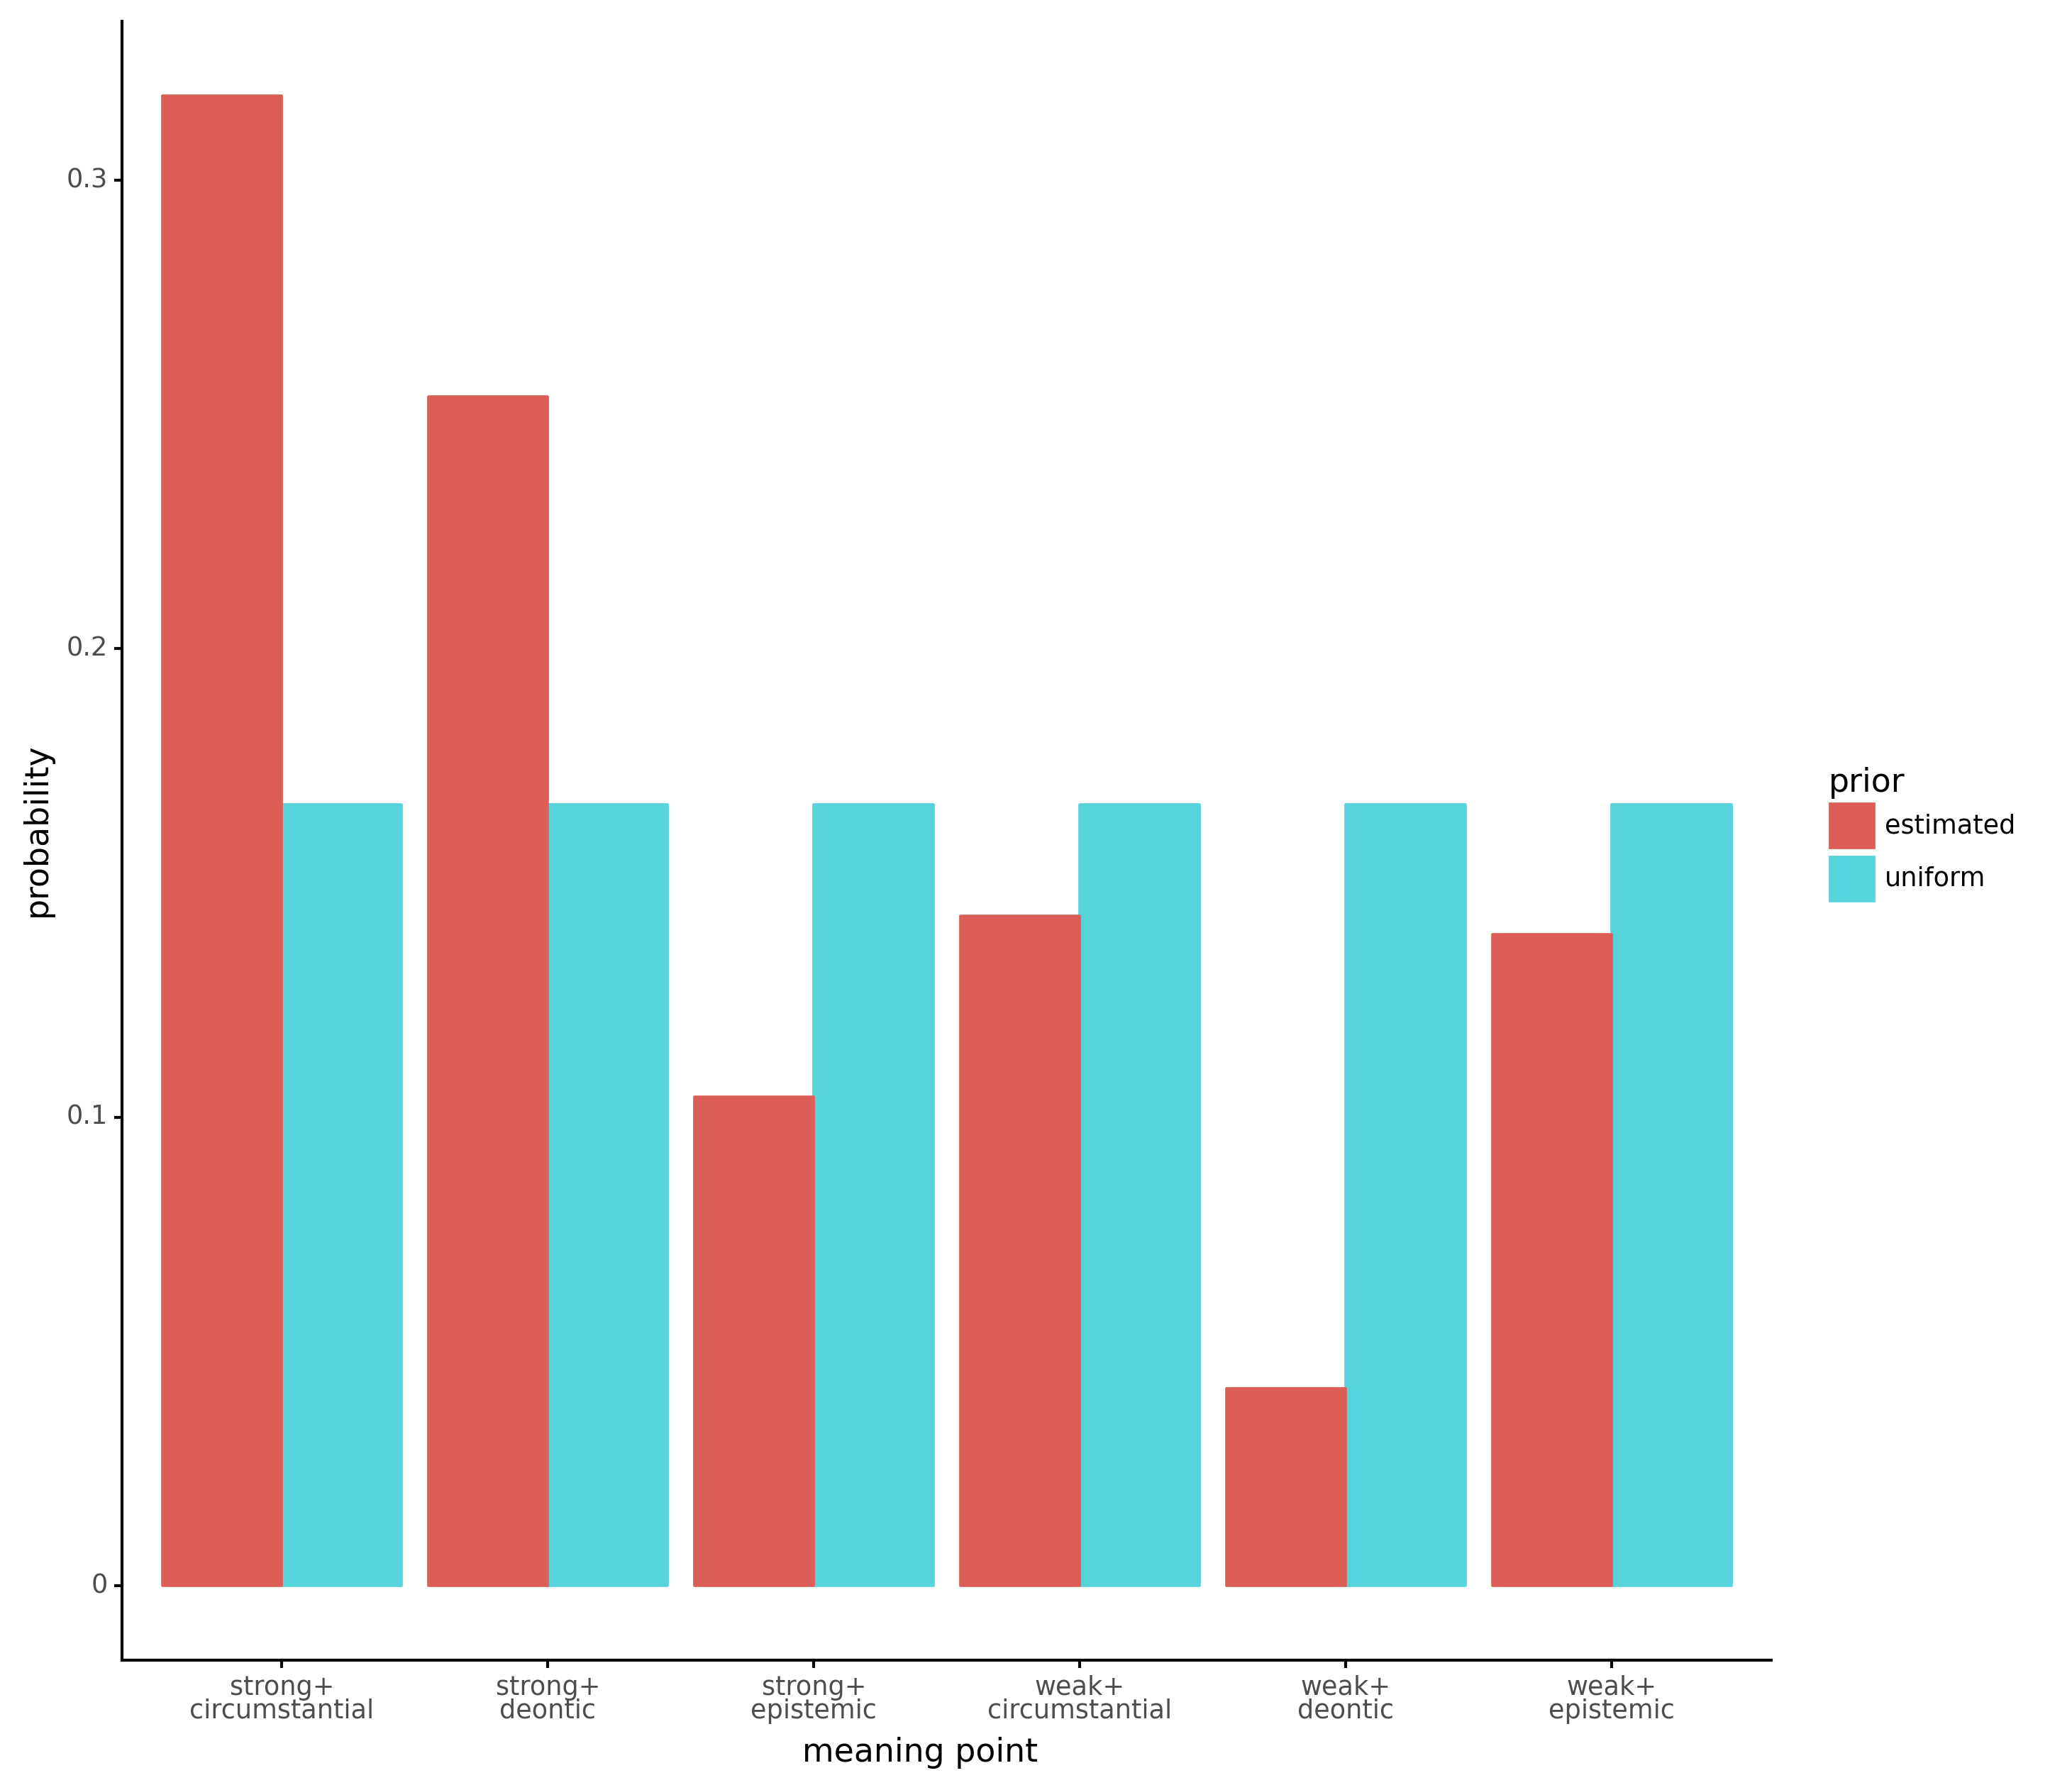 0.3
0.2
0.1
0
probability
strong+
circumstantial
strong+
deontic
strong+
epistemic
weak+
circumstantial
weak+
deontic
weak+
epistemic
meaning point
prior
estimated
uniform